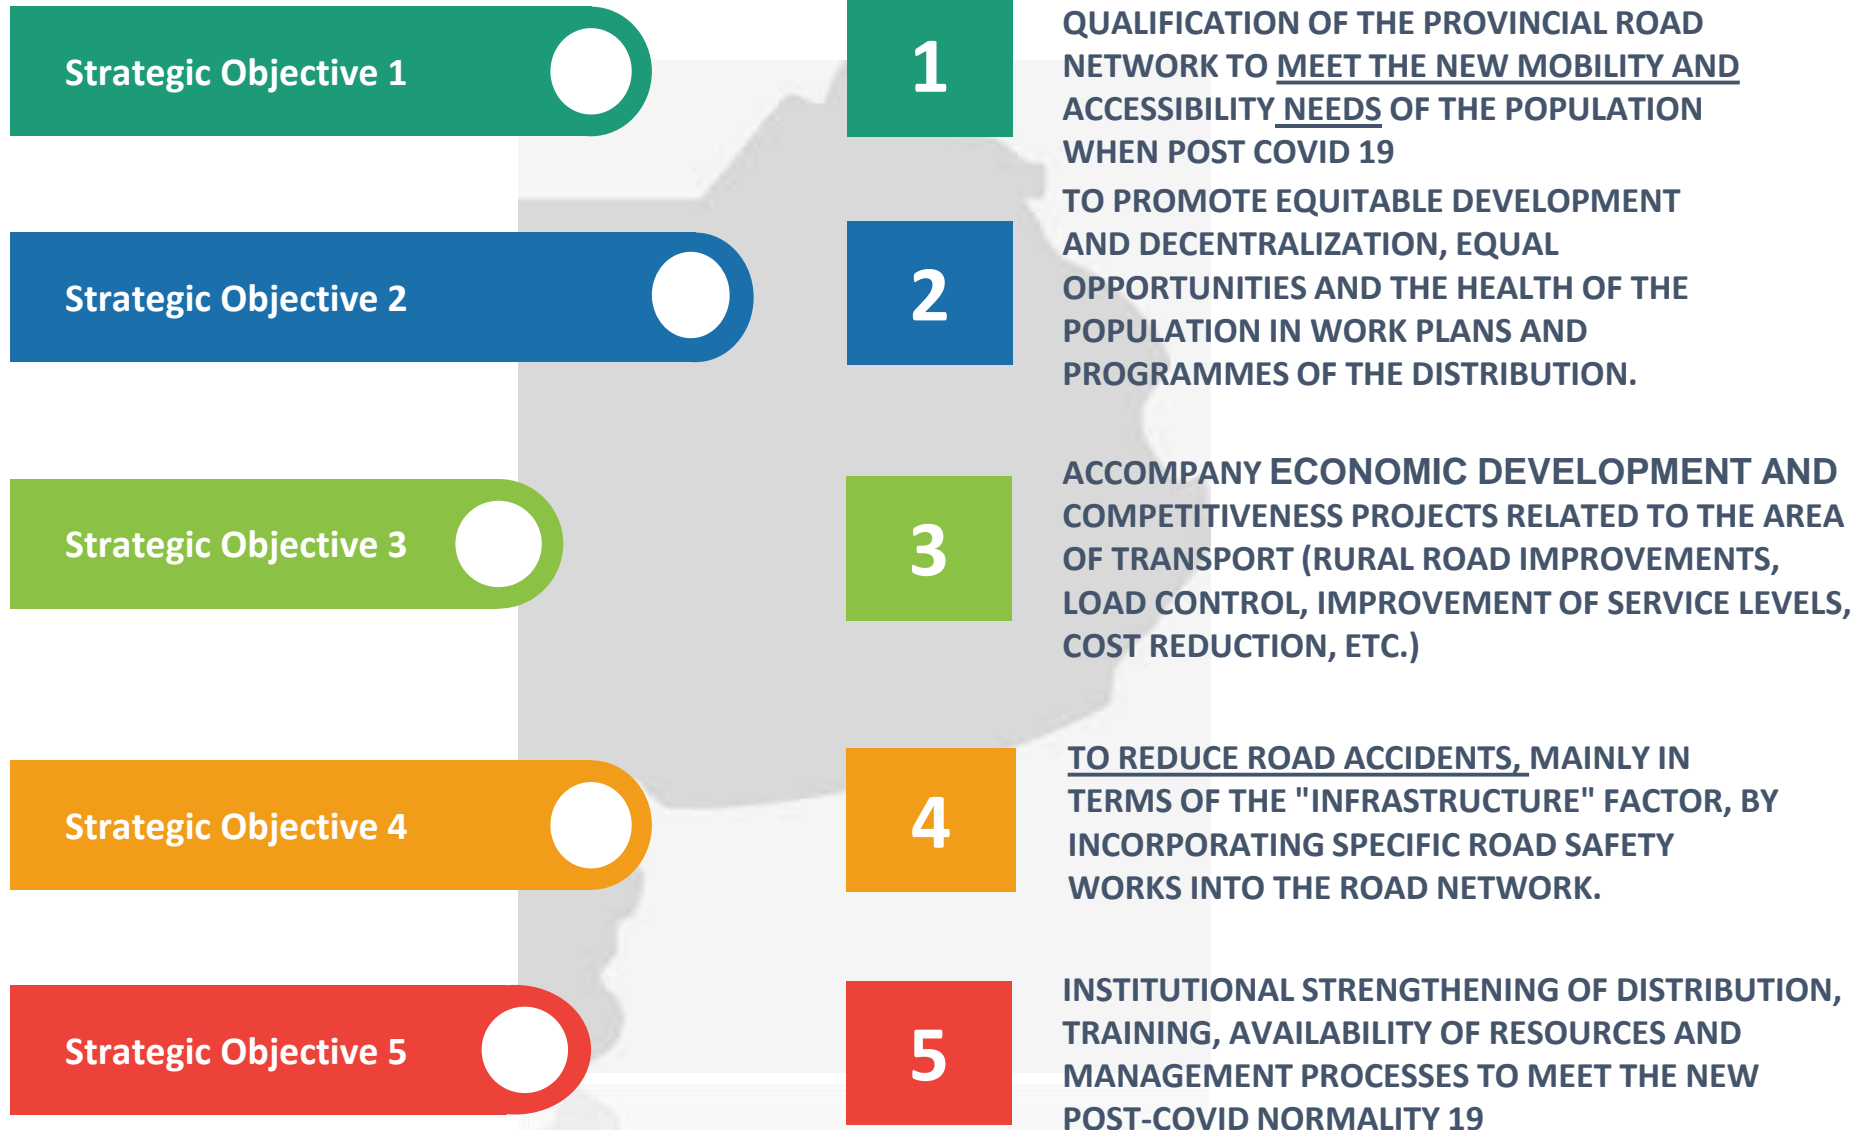 Strategic Objective 1
1
QUALIFICATION OF THE PROVINCIAL ROAD
NETWORK TO MEET THE NEW MOBILITY AND
ACCESSIBILITY NEEDS OF THE POPULATION
WHEN POST COVID 19
Strategic Objective 2
2
TO PROMOTE EQUITABLE DEVELOPMENT
AND DECENTRALIZATION, EQUAL
OPPORTUNITIES AND THE HEALTH OF THE
POPULATION IN WORK PLANS AND
PROGRAMMES OF THE DISTRIBUTION.
Strategic Objective 3
3
ACCOMPANY ECONOMIC DEVELOPMENT AND
COMPETITIVENESS PROJECTS RELATED TO THE AREA
OF TRANSPORT (RURAL ROAD IMPROVEMENTS,
LOAD CONTROL, IMPROVEMENT OF SERVICE LEVELS,
COST REDUCTION, ETC.)
Strategic Objective 4
4
TO REDUCE ROAD ACCIDENTS, MAINLY IN
TERMS OF THE "INFRASTRUCTURE" FACTOR, BY
INCORPORATING SPECIFIC ROAD SAFETY
WORKS INTO THE ROAD NETWORK.
Strategic Objective 5
5
INSTITUTIONAL STRENGTHENING OF DISTRIBUTION,
TRAINING, AVAILABILITY OF RESOURCES AND
MANAGEMENT PROCESSES TO MEET THE NEW
POST-COVID NORMALITY 19